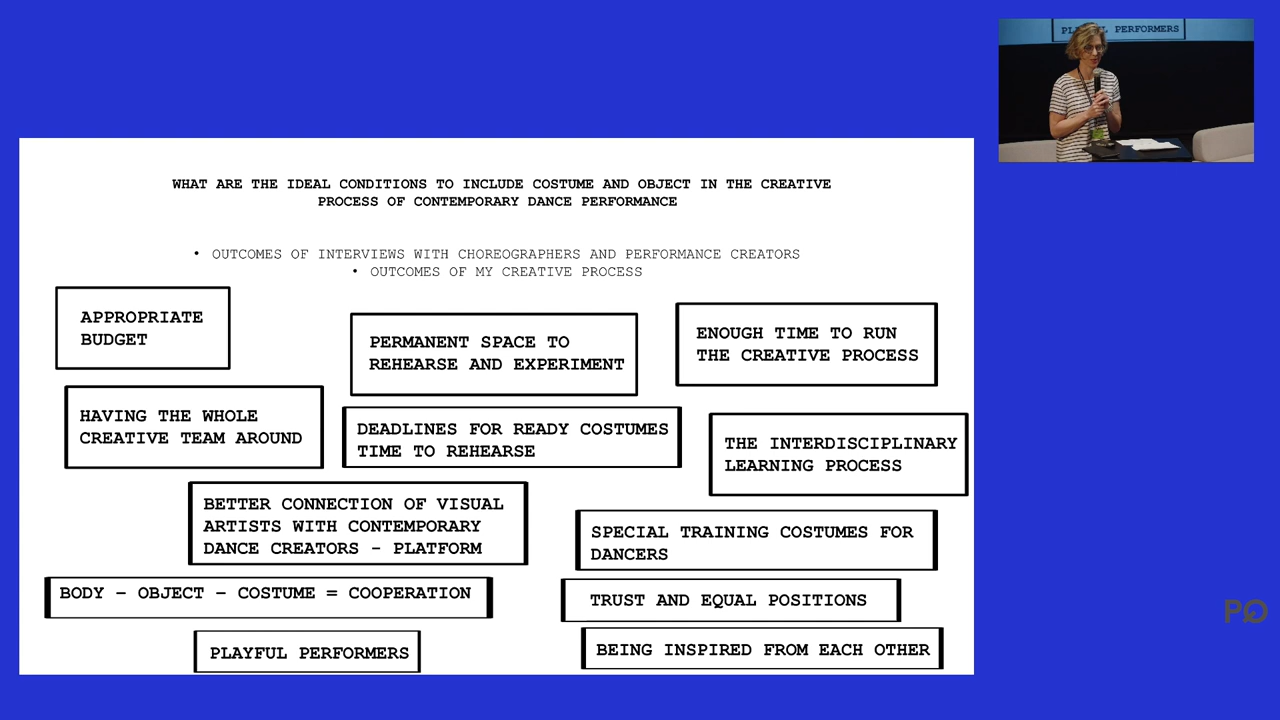 PERFORMERS
WHAT ARE THE IDEAL CONDITIONS TO INCLUDE COSTUME AND OBJECT IN THE CREATIVE
PROCESS OF CONTEMPORARY DANCE PERFORMANCE
• OUTCOMES OF INTERVIEWS WITH CHOREOGRAPHERS AND PERFORMANCE CREATORS
• OUTCOMES OF MY CREATIVE PROCESS
APPROPRIATE
BUDGET
PERMANENT SPACE TO
REHEARSE AND EXPERIMENT
ENOUGH TIME TO RUN
THE CREATIVE PROCESS
HAVING THE WHOLE
CREATIVE TEAM AROUND
DEADLINES FOR READY COSTUMES
TIME TO REHEARSE
THE INTERDISCIPLINARY
LEARNING PROCESS
BETTER CONNECTION OF VISUAL
ARTISTS WITH CONTEMPORARY
DANCE CREATORS - PLATFORM
SPECIAL TRAINING COSTUMES FOR
DANCERS
BODY – OBJECT – COSTUME = COOPERATION
TRUST AND EQUAL POSITIONS
PLAYFUL PERFORMERS
BEING INSPIRED FROM EACH OTHER
PQ